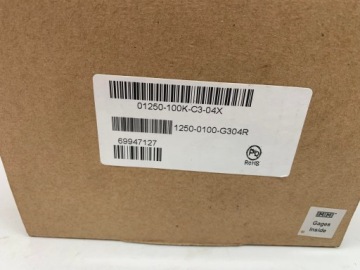 01250-100K-C3-04X
1250-0100-G304R
69947127
RoHS
Gages
Inside